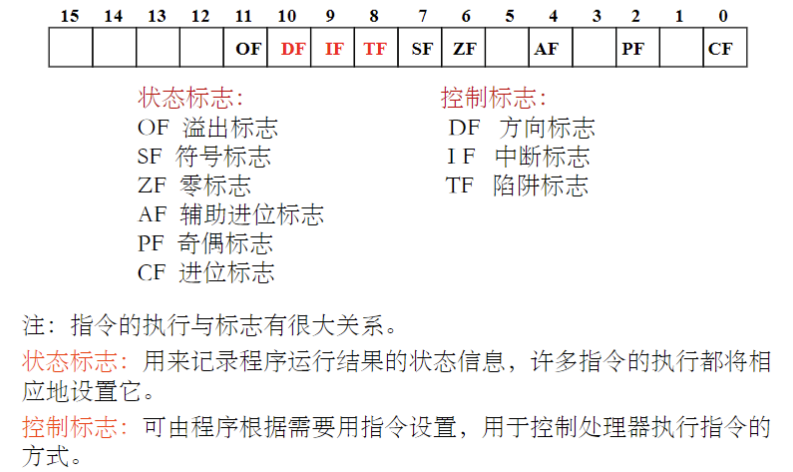 15 14 13 12 11 10 9 8 7 6 5 4 3 2 1 0
OF DF IF TF SF ZF AF PF CF
状态标志： 控制标志：
OF 溢出标志 DF 方向标志
SF 符号标志 I F 中断标志
ZF 零标志 TF 陷阱标志
AF 辅助进位标志
PF 奇偶标志
CF 进位标志
注：指令的执行与标志有很大关系。
状态标志：用来记录程序运行结果的状态信息，许多指令的执行都将相
应地设置它。
控制标志：可由程序根据需要用指令设置，用于控制处理器执行指令的
方式。